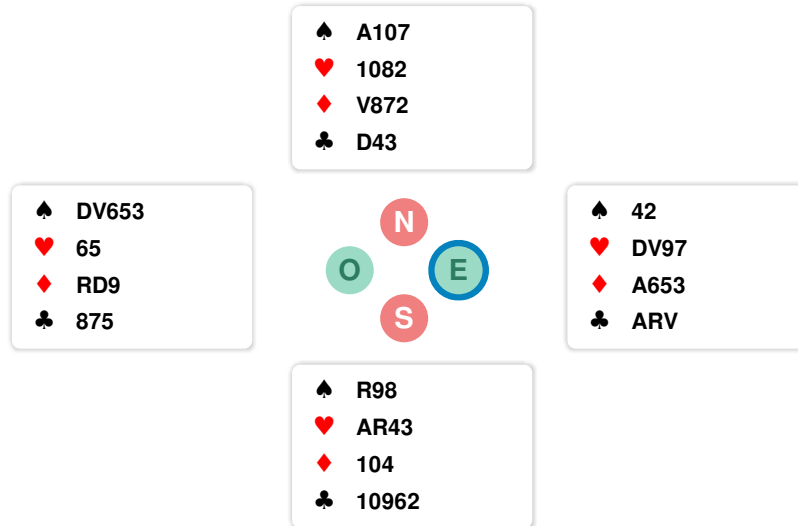 ♠ A107
♥ 1082
♦ V872
♣ D43
♠ DV653
♥ 65
♦ RD9
♣ 875
N
O
E
S
♠ 42
♥ DV97
♦ A653
♣ ARV
♠ R98
♥ AR43
♦ 104
♣ 10962